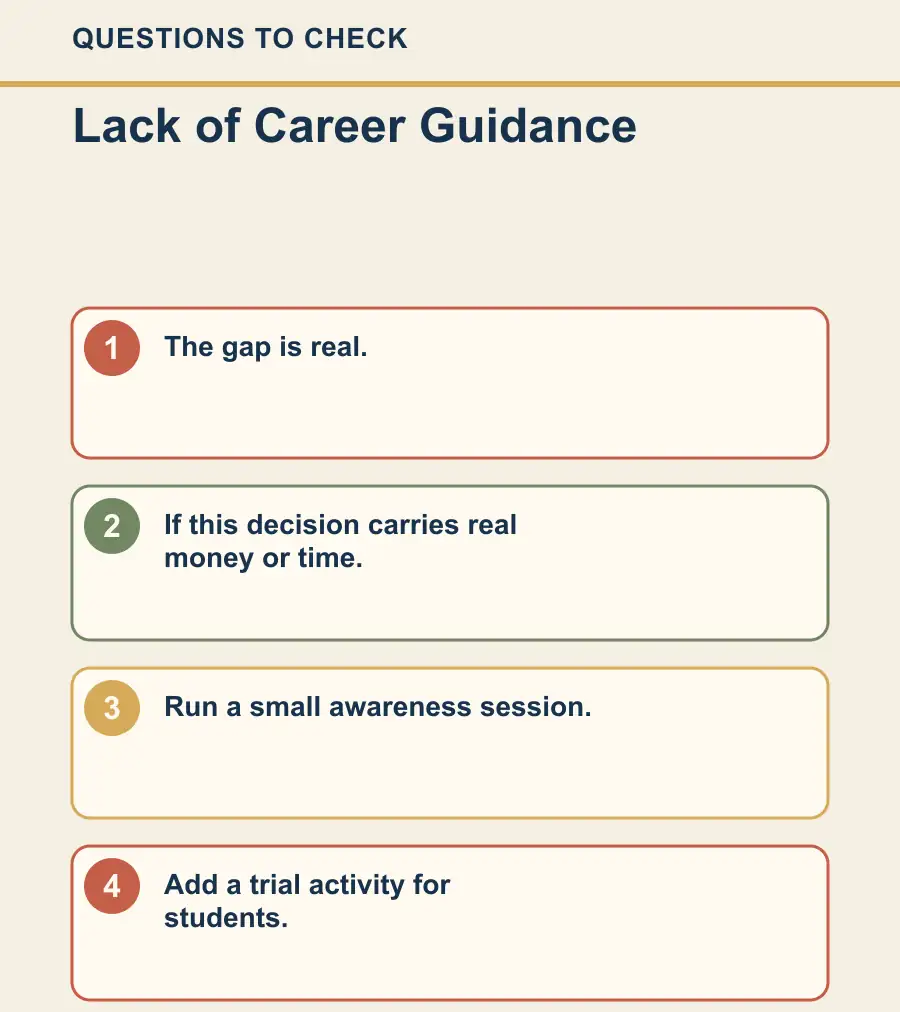 QUESTIONS TO CHECK
Lack of Career Guidance
1
The gap is real.
2
If this decision carries real
money or time.
3
Run a small awareness session.
4
Add a trial activity for
students.